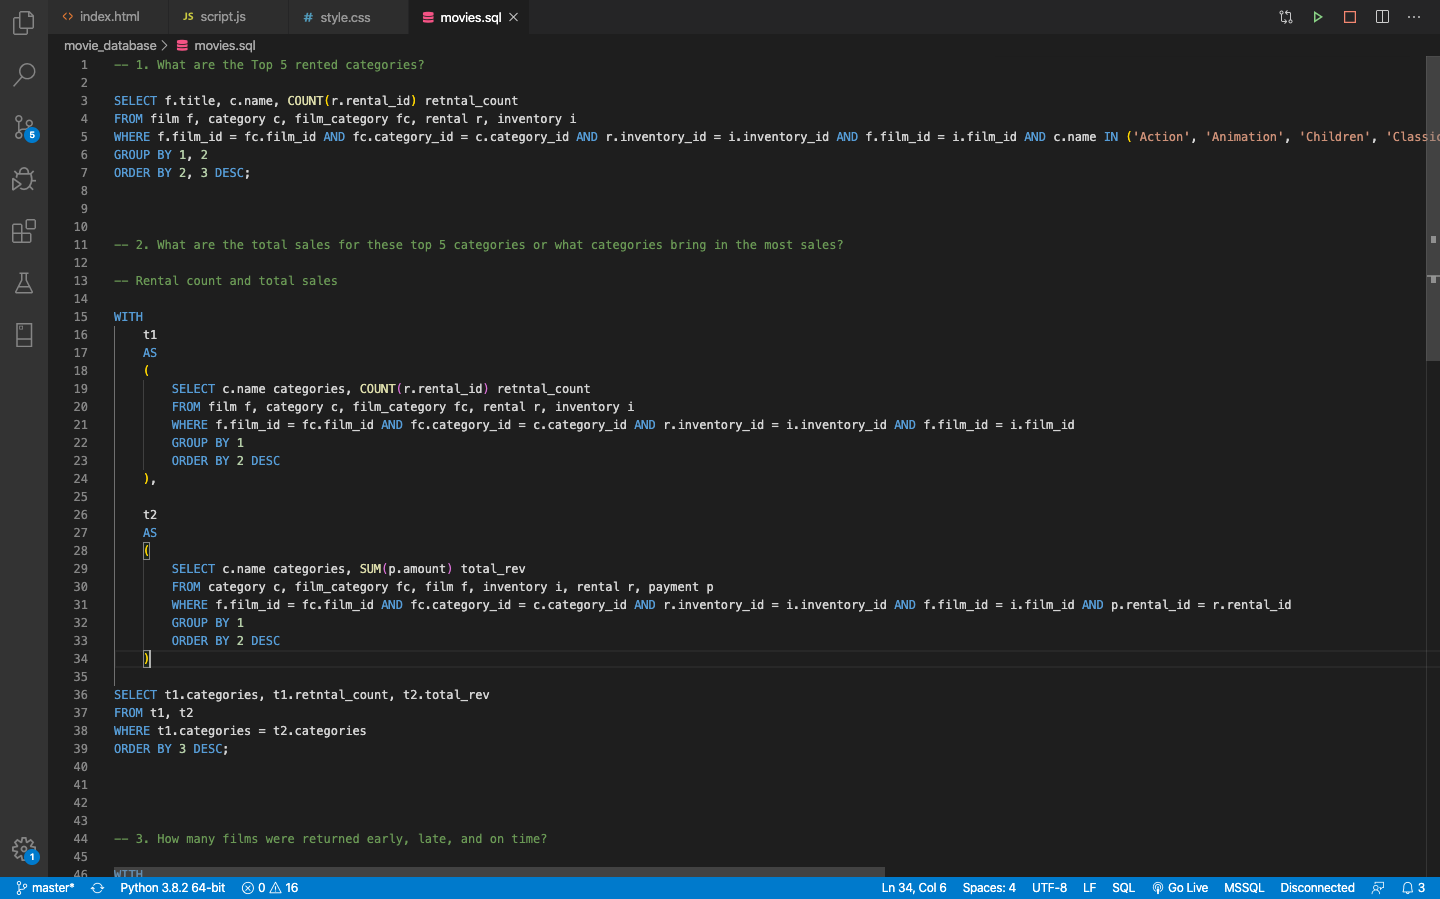 index.html
JS script.js
# style.css
movies.sql
movie_database > movies.sql
1 -- 1. What are the Top 5 rented categories?
2
3 SELECT f.title, c.name, COUNT(r.rental_id) retntal_count
4 FROM film f, category c, film_category fc, rental r, inventory i
5 WHERE f.film_id = fc.film_id AND fc.category_id = c.category_id AND r.inventory_id = i.inventory_id AND f.film_id = i.film_id AND c.name IN ('Action', 'Animation', 'Children', 'Classic
6 GROUP BY 1, 2
7 ORDER BY 2, 3 DESC;
8
9
10
11 -- 2. What are the total sales for these top 5 categories or what categories bring in the most sales?
12
13 -- Rental count and total sales
14
15 WITH
16 t1
17 AS
18 (
19 SELECT c.name categories, COUNT(r.rental_id) retntal_count
20 FROM film f, category c, film_category fc, rental r, inventory i
21 WHERE f.film_id = fc.film_id AND fc.category_id = c.category_id AND r.inventory_id = i.inventory_id AND f.film_id = i.film_id
22 GROUP BY 1
23 ORDER BY 2 DESC
24 ),
25
26 t2
27 AS
28 (
29 SELECT c.name categories, SUM(p.amount) total_rev
30 FROM category c, film_category fc, film f, inventory i, rental r, payment p
31 WHERE f.film_id = fc.film_id AND fc.category_id = c.category_id AND r.inventory_id = i.inventory_id AND f.film_id = i.film_id AND p.rental_id = r.rental_id
32 GROUP BY 1
33 ORDER BY 2 DESC
34 )
35
36 SELECT t1.categories, t1.retntal_count, t2.total_rev
37 FROM t1, t2
38 WHERE t1.categories = t2.categories
39 ORDER BY 3 DESC;
40
41
42
43
44 -- 3. How many films were returned early, late, and on time?
45
46 WITH
5
1
master* Python 3.8.2 64-bit 0 16 Ln 34, Col 6 Spaces: 4 UTF-8 LF SQL Go Live MSSQL Disconnected 3